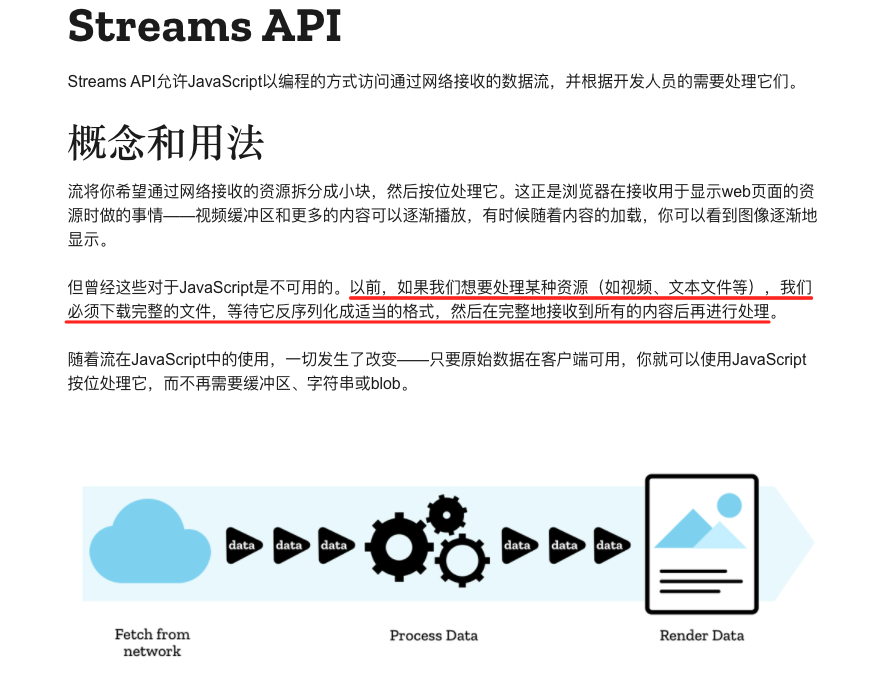 Streams API
Streams API允许JavaScript以编程的方式访问通过网络接收的数据流，并根据开发人员的需要处理它们。
概念和用法
流将你希望通过网络接收的资源拆分成小块，然后按位处理它。这正是浏览器在接收用于显示web页面的资
源时做的事情——视频缓冲区和更多的内容可以逐渐播放，有时候随着内容的加载，你可以看到图像逐渐地
显示。
但曾经这些对于JavaScript是不可用的。以前，如果我们想要处理某种资源（如视频、文本文件等），我们
必须下载完整的文件，等待它反序列化成适当的格式，然后在完整地接收到所有的内容后再进行处理。
随着流在JavaScript中的使用，一切发生了改变——只要原始数据在客户端可用，你就可以使用JavaScript
按位处理它，而不再需要缓冲区、字符串或blob。
data data data data data data
Fetch from
network
Process Data
Render Data